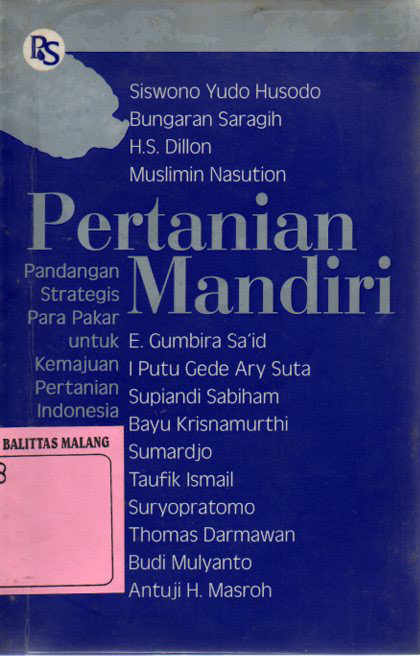 PS
Siswono Yudo Husodo
Bungaran Saragih
H.S. Dillon
Muslimin Nasution
Pertanian
Mandiri
Pandangan
Strategis
Para Pakar
untuk
Kemajuan
Pertanian
Indonesia
E. Gumbira Sa'id
I Putu Gede Ary Suta
Supiandi Sabiham
Bayu Krisnamurthi
Sumardjo
Taufik Ismail
Suryopratomo
Thomas Darmawan
Budi Mulyanto
Antuji H. Masroh
BALITTAS MALANG
8